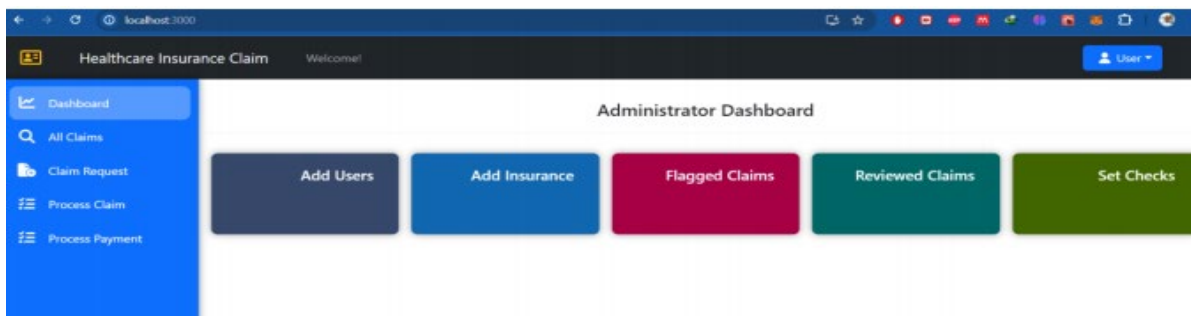 localhost:3000
Healthcare Insurance Claim Welcome! User
Dashboard
Administrator Dashboard
All Claims
Claim Request
Process Claim
Process Payment
Add Users
Add Insurance
Flagged Claims
Reviewed Claims
Set Checks